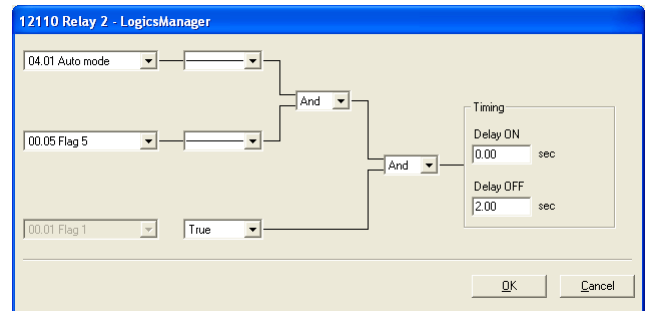 12110 Relay 2 - LogicsManager
04.01 Auto mode
And
Timing
Delay ON
0.00 sec
00.05 Flag 5
And
Delay OFF
2.00 sec
00.01 Flag 1
True
OK
Cancel